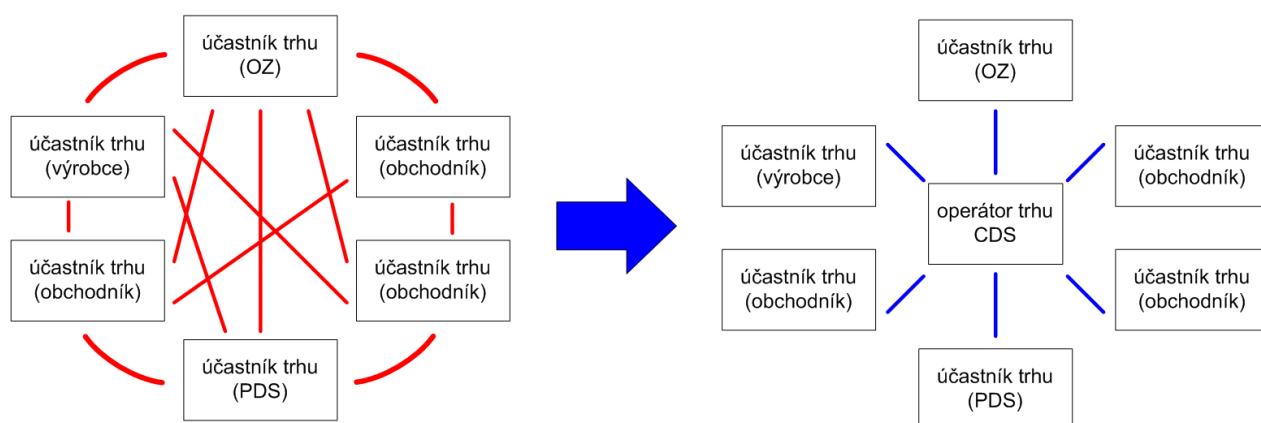 účastník trhu
(OZ)
účastník trhu
(výrobce)
účastník trhu
(obchodník)
účastník trhu
(obchodník)
účastník trhu
(obchodník)
účastník trhu
(PDS)
účastník trhu
(OZ)
účastník trhu
(výrobce)
účastník trhu
(obchodník)
operátor trhu
CDS
účastník trhu
(obchodník)
účastník trhu
(obchodník)
účastník trhu
(PDS)